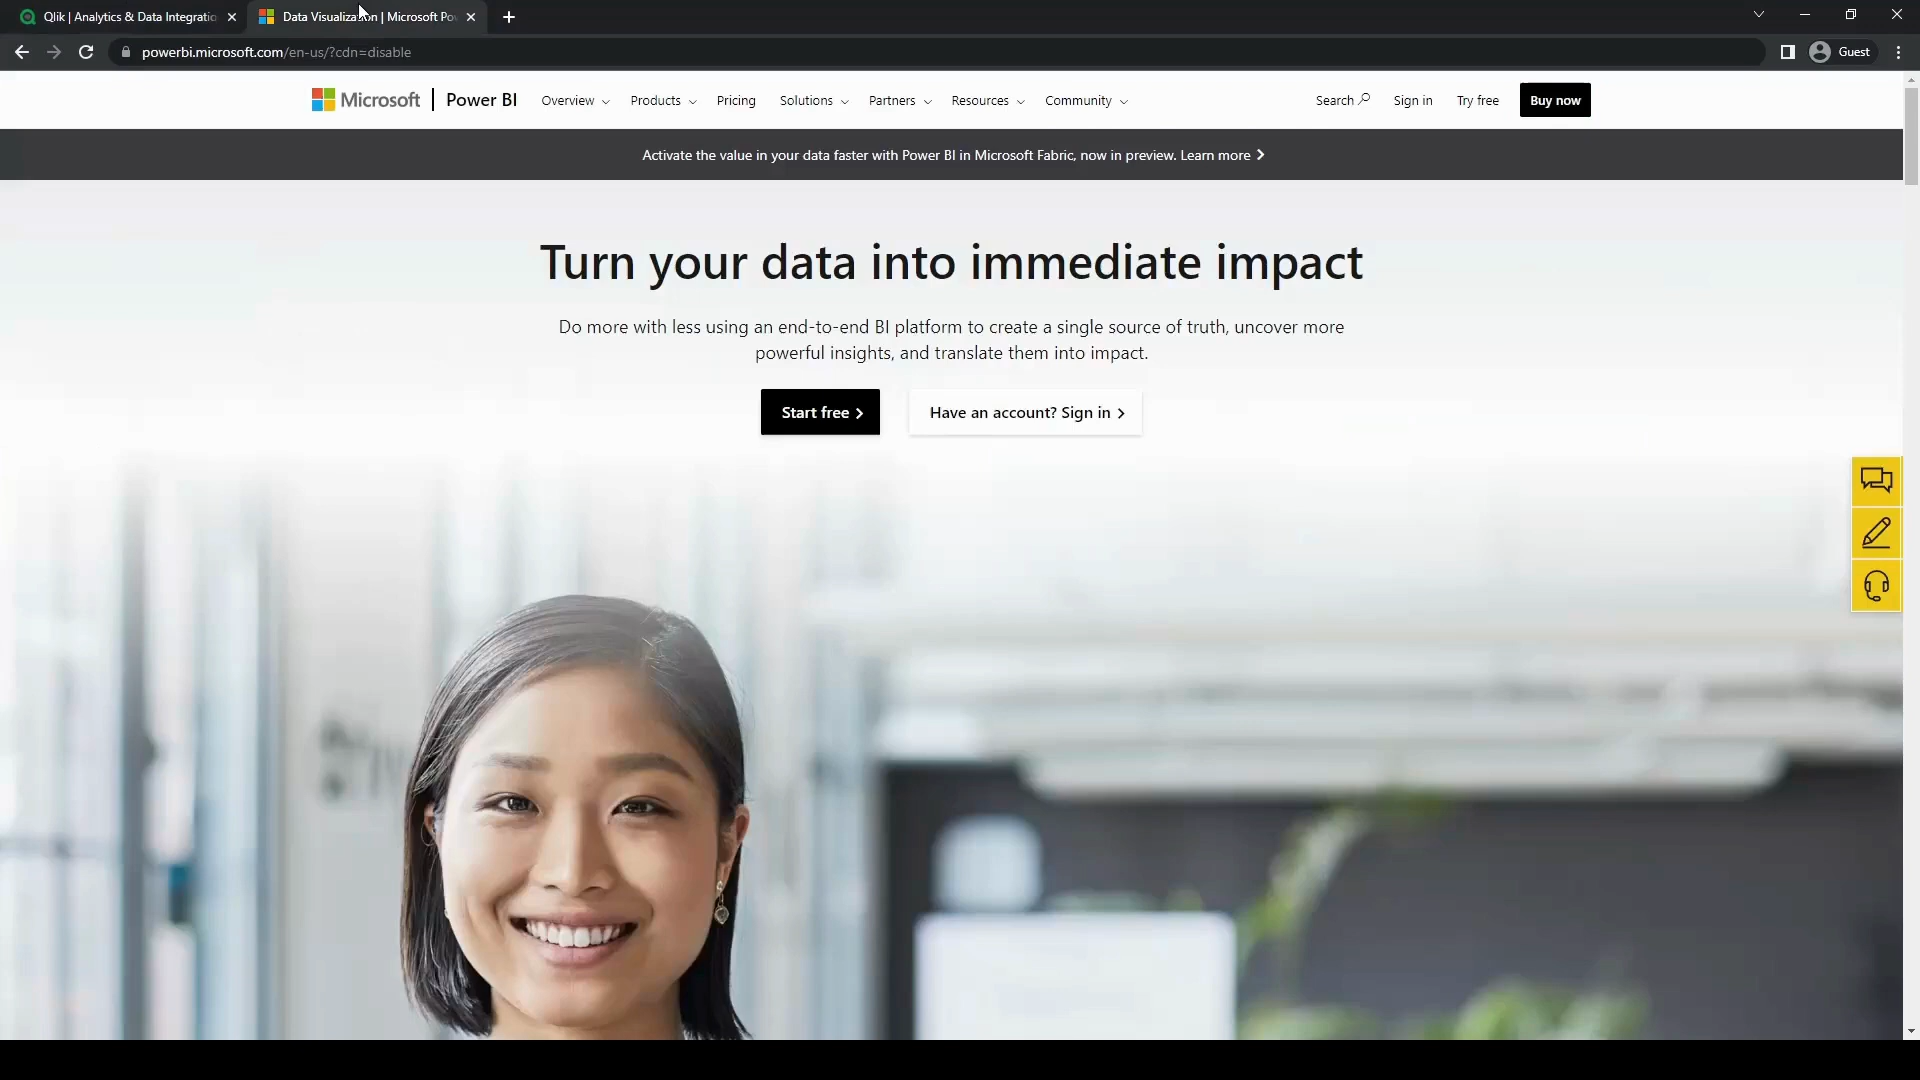 Qlik | Analytics & Data Integratio
Data Visualization | Microsoft Po
powerbi.microsoft.com/en-us/?cdn=disable
Guest
Microsoft
Power BI
Overview
Products
Pricing
Solutions
Partners
Resources
Community
Search
Sign in
Try free
Buy now
Activate the value in your data faster with Power BI in Microsoft Fabric, now in preview. Learn more
Turn your data into immediate impact
Do more with less using an end-to-end BI platform to create a single source of truth, uncover more
powerful insights, and translate them into impact.
Start free
Have an account? Sign in